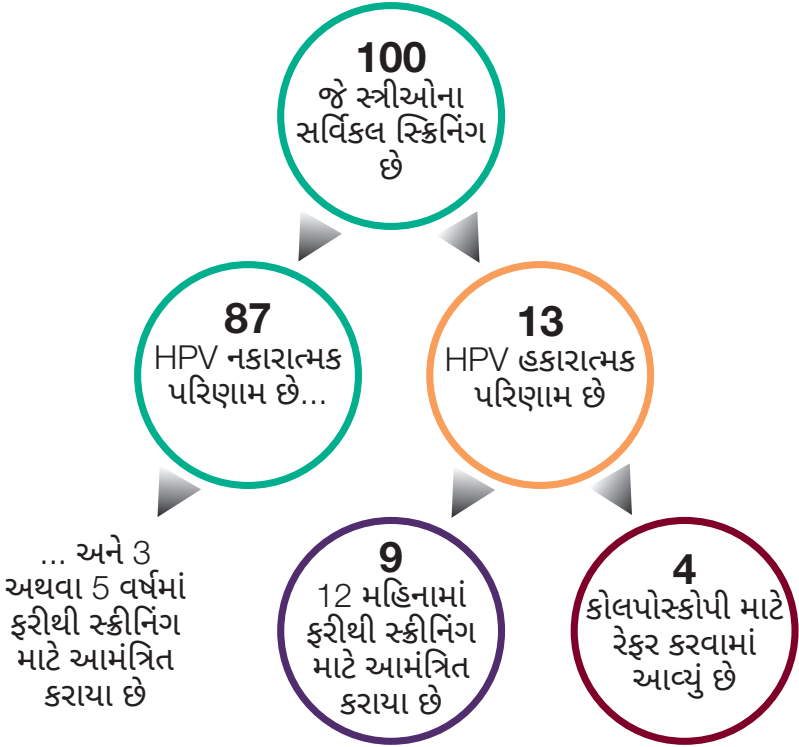 100
જે સ્ત્રીઓના
સર્વિકલ સ્ક્રિનિંગ
છે
87
HPV નકારાત્મક
પરિણામ છે...
13
HPV હકારાત્મક
પરિણામ છે
... અને 3
અથવા 5 વર્ષમાં
ફરીથી સ્ક્રીનિંગ
માટે આમંત્રિત
કરાયા છે
9
12 મહિનામાં
ફરીથી સ્ક્રીનિંગ
માટે આમંત્રિત
કરાયા છે
4
કોલપોસ્કોપી માટે
રેફર કરવામાં
આવ્યું છે